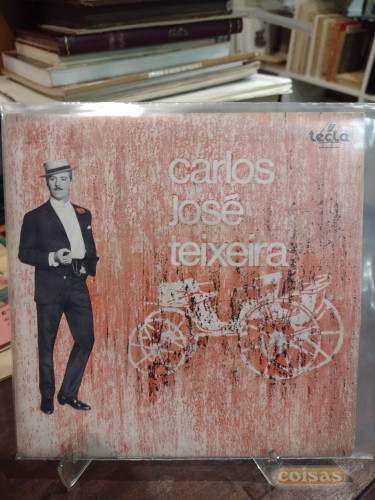 tecla
carlos
José
teixeira
coisas